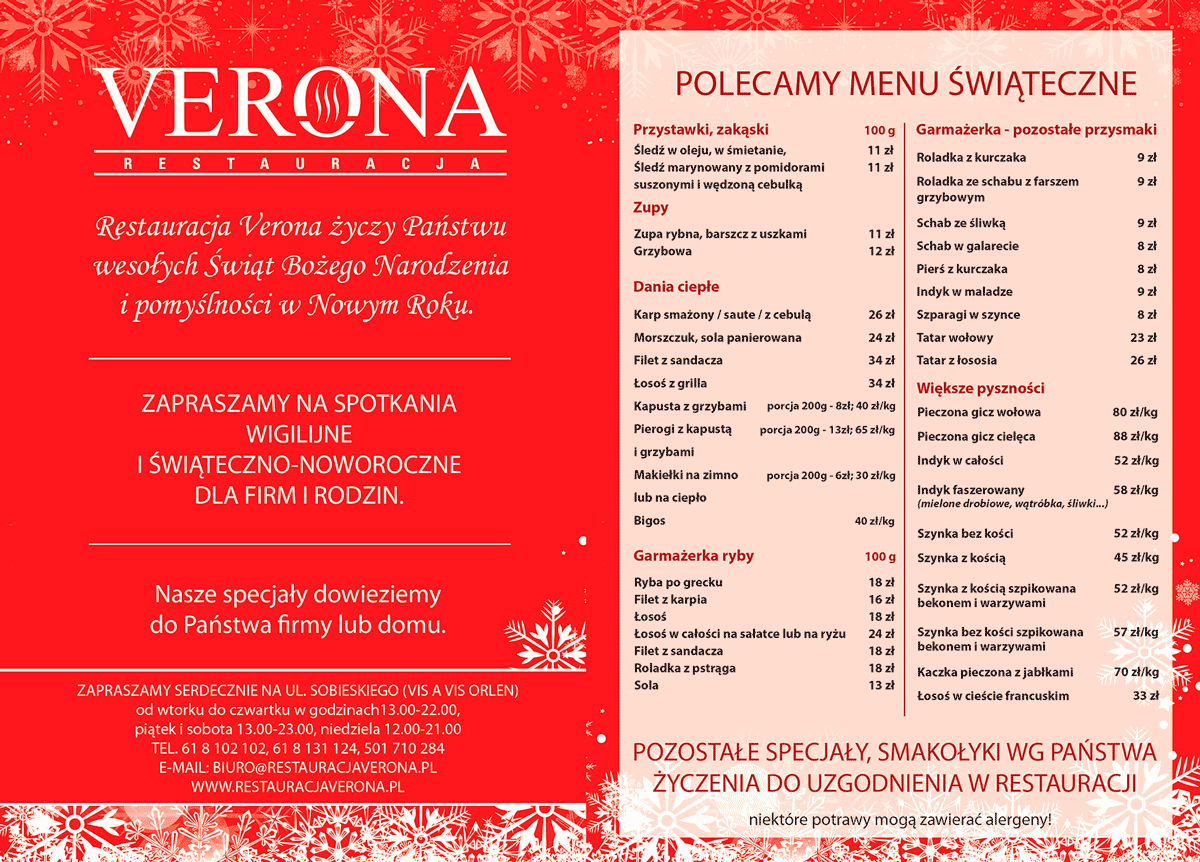 VERONA
RESTAURACJA
Restauracja Verona życzy Państwu
wesołych Świąt Bożego Narodzenia
i pomyślności w Nowym Roku.
ZAPRASZAMY NA SPOTKANIA
WIGILIJNE
I ŚWIĄTECZNO-NOWOROCZNE
DLA FIRM I RODZIN.
Nasze specjały dowieziemy
do Państwa firmy lub domu.
ZAPRASZAMY SERDECZNIE NA UL. SOBIESKIEGO (VIS A VIS ORLEN)
od wtorku do czwartku w godzinach13.00-22.00,
piątek i sobota 13.00-23.00, niedziela 12.00-21.00
TEL. 61 8 102 102, 61 8 131 124, 501 710 284
E-MAIL: BIURO@RESTAURACJAVERONA.PL
WWW.RESTAURACJAVERONA.PL
POLECAMY MENU ŚWIĄTECZNE
Przystawki, zakąski 100 g
Śledź w oleju, w śmietanie, 11 zł
Śledź marynowany z pomidorami 11 zł
suszonymi i wędzoną cebulką
Zupy
Zupa rybna, barszcz z uszkami 11 zł
Grzybowa 12 zł
Dania ciepłe
Karp smażony / saute / z cebulą 26 zł
Morszczuk, sola panierowana 24 zł
Filet z sandacza 34 zł
Łosoś z grilla 34 zł
Kapusta z grzybami porcja 200g - 8zł; 40 zł/kg
Pierogi z kapustą porcja 200g - 13zł; 65 zł/kg
i grzybami
Makiełki na zimno porcja 200g - 6zł; 30 zł/kg
lub na ciepło
Bigos 40 zł/kg
Garmażerka ryby 100 g
Ryba po grecku 18 zł
Filet z karpia 16 zł
Łosoś 18 zł
Łosoś w całości na sałatce lub na ryżu 24 zł
Filet z sandacza 18 zł
Roladka z pstrąga 18 zł
Sola 13 zł
Garmażerka - pozostałe przysmaki
Roladka z kurczaka 9 zł
Roladka ze schabu z farszem 9 zł
grzybowym
Schab ze śliwką 9 zł
Schab w galarecie 8 zł
Pierś z kurczaka 8 zł
Indyk w maladze 9 zł
Szparagi w szynce 8 zł
Tatar wołowy 23 zł
Tatar z łososia 26 zł
Większe pyszności
Pieczona gicz wołowa 80 zł/kg
Pieczona gicz cielęca 88 zł/kg
Indyk w całości 52 zł/kg
Indyk faszerowany 58 zł/kg
(mielone drobiowe, wątróbka, śliwki...)
Szynka bez kości 52 zł/kg
Szynka z kością 45 zł/kg
Szynka z kością szpikowana 52 zł/kg
bekonem i warzywami
Szynka bez kości szpikowana 57 zł/kg
bekonem i warzywami
Kaczka pieczona z jabłkami 70 zł/kg
Łosoś w cieście francuskim 33 zł
POZOSTAŁE SPECJAŁY, SMAKOŁYKI WG PAŃSTWA
ŻYCZENIA DO UZGODNIENIA W RESTAURACJI
niektóre potrawy mogą zawierać alergeny!